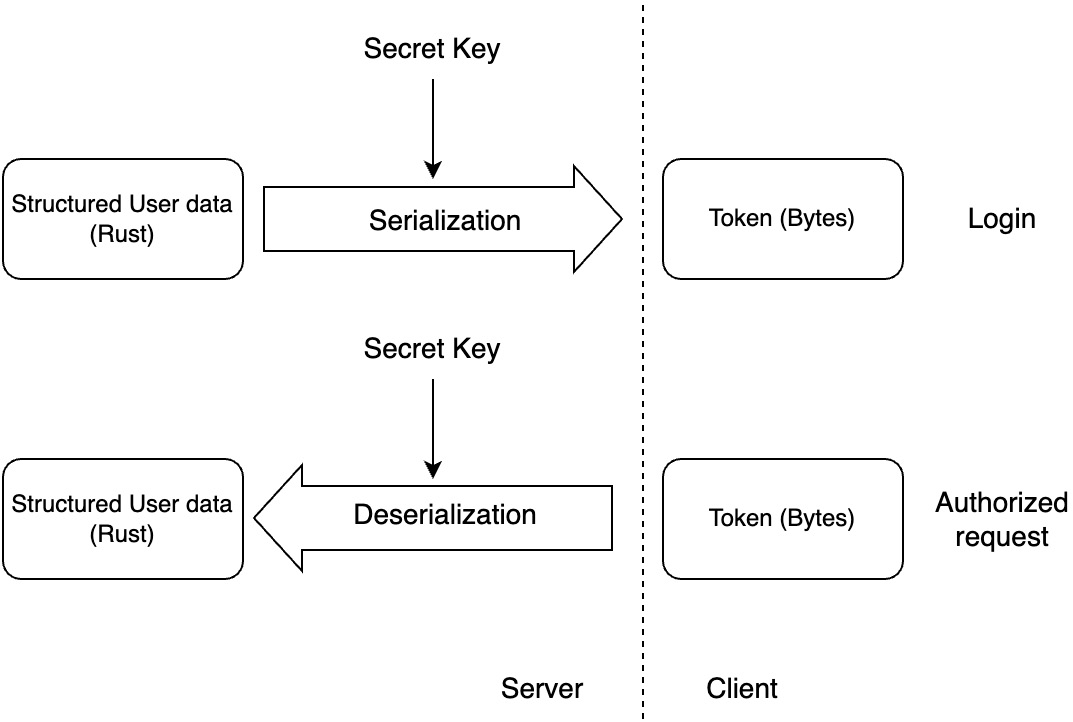 Secret Key
Structured User data
(Rust)
Serialization
Token (Bytes)
Login
Secret Key
Structured User data
(Rust)
Deserialization
Token (Bytes)
Authorized
request
Server
Client